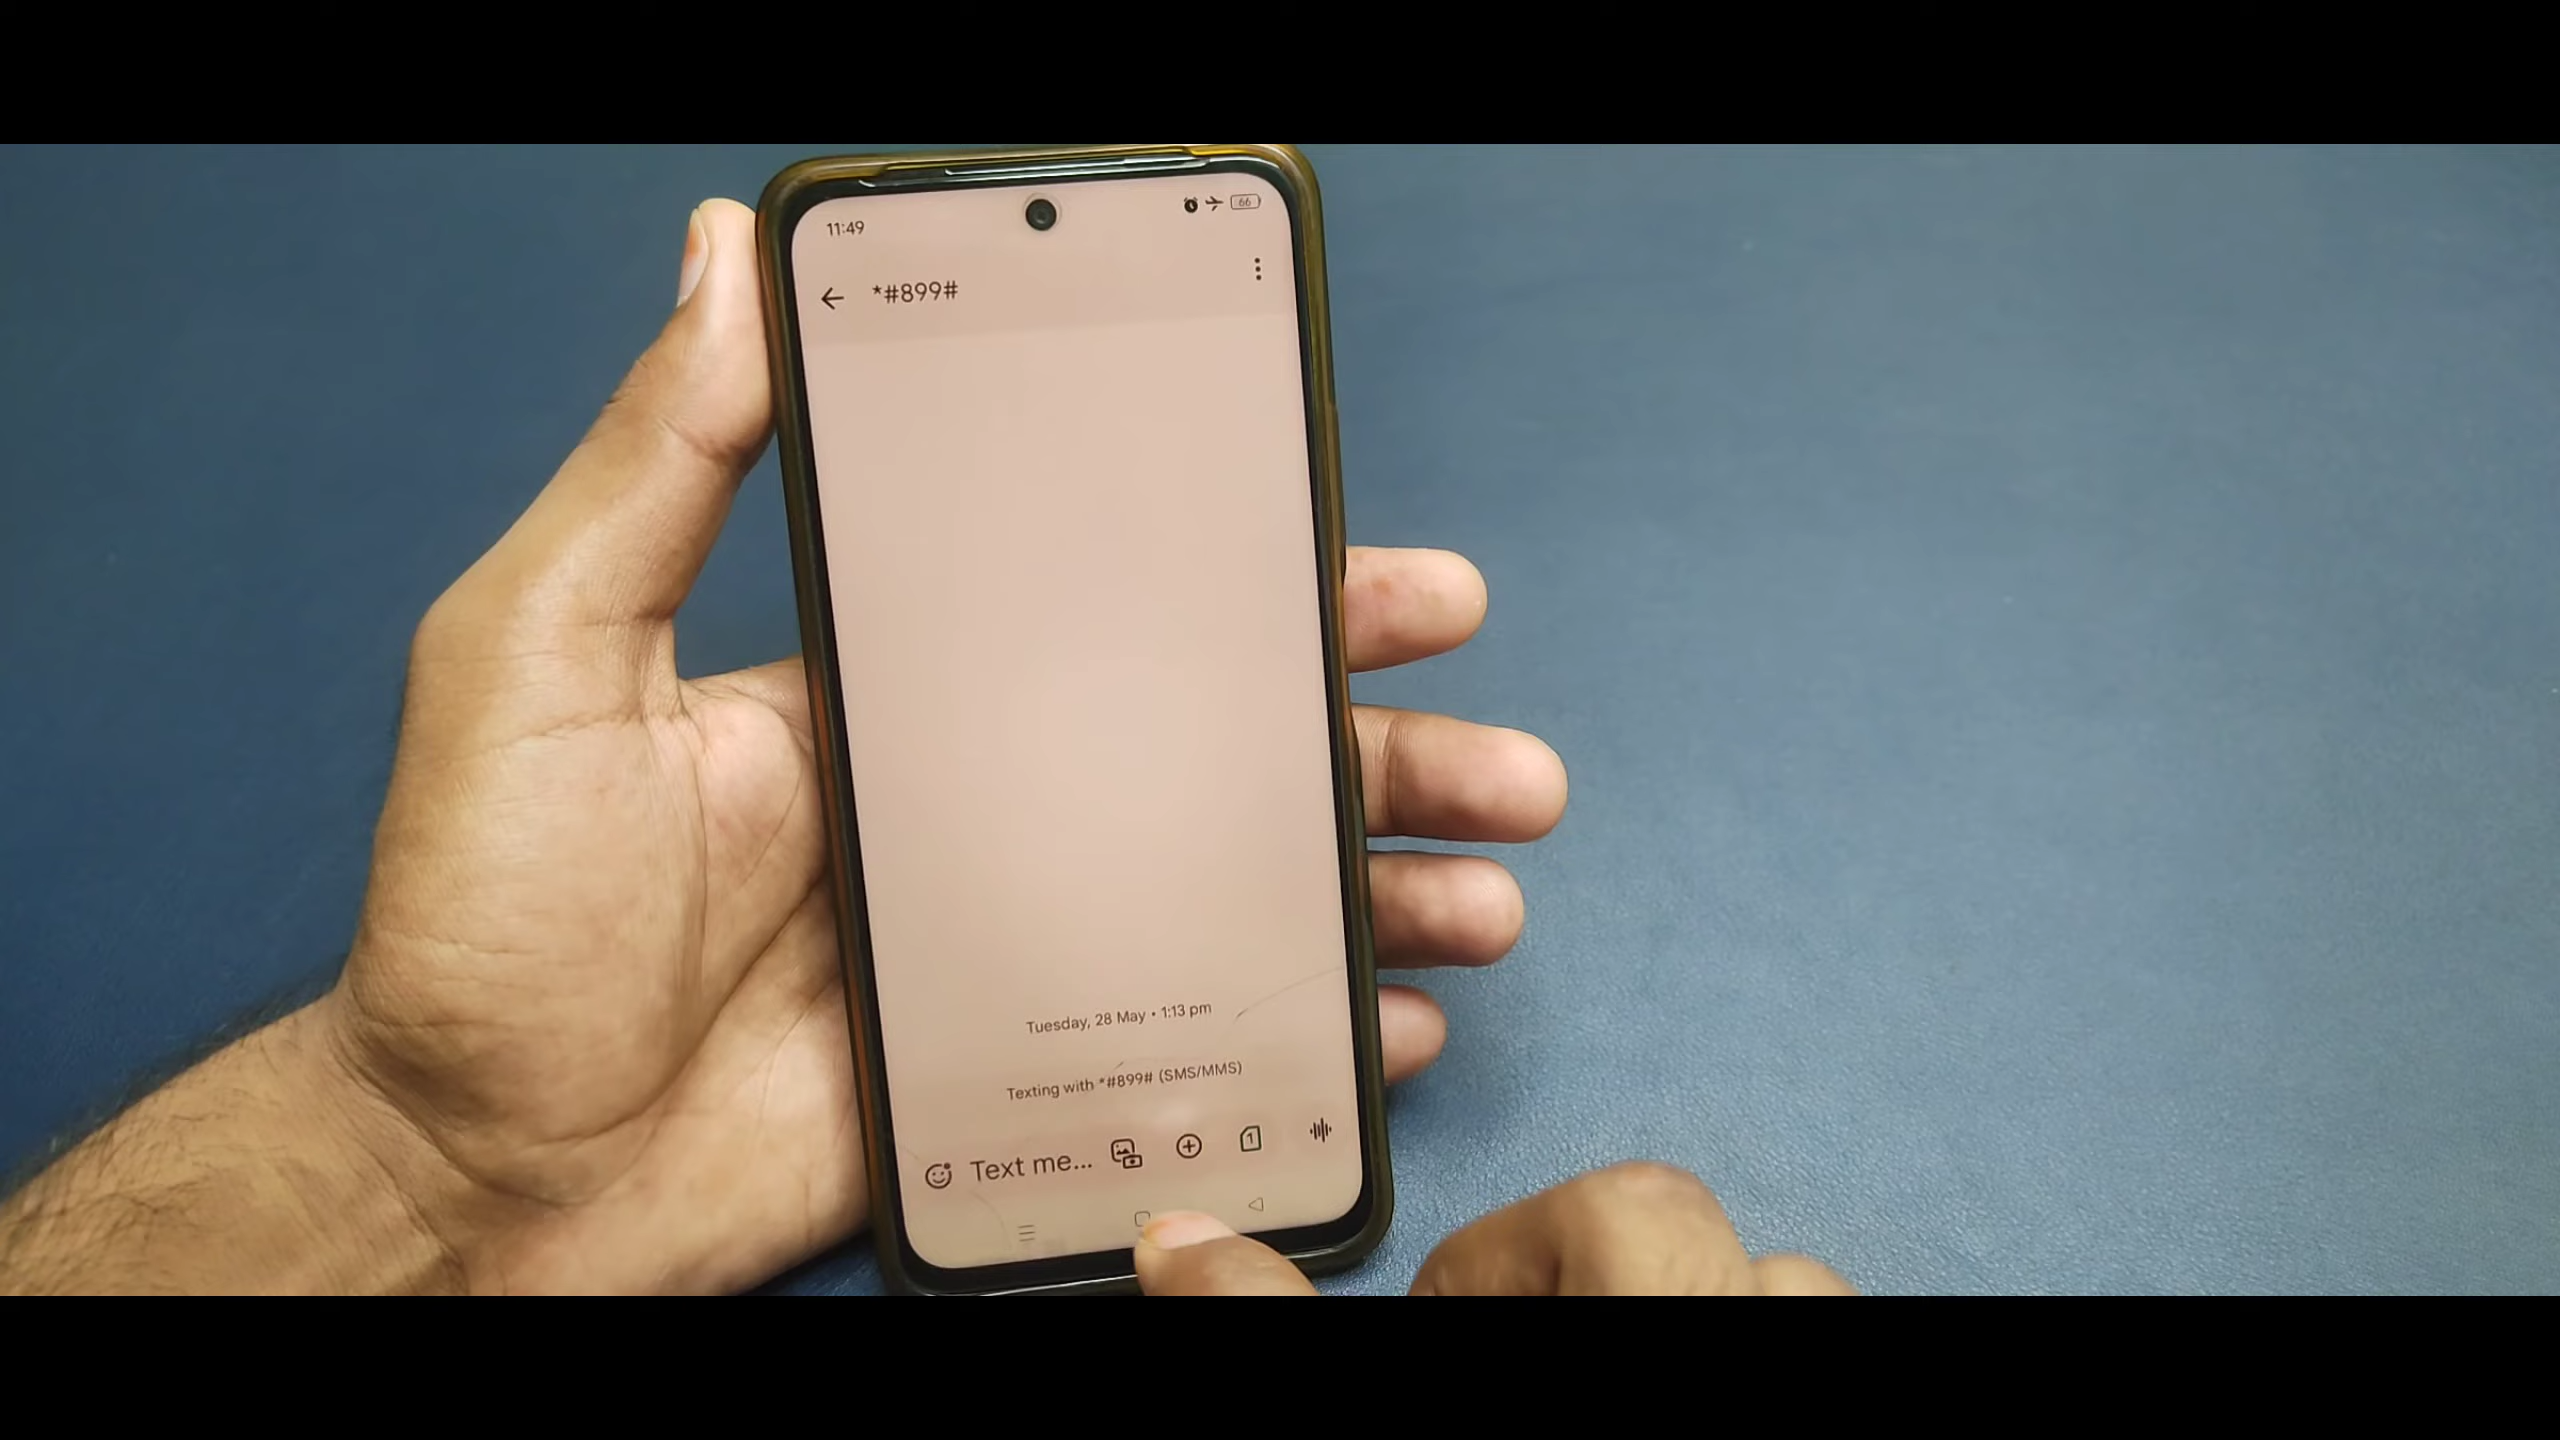 11:49
66
*#899#
Tuesday, 28 May • 1:13 pm
Texting with *#899# (SMS/MMS)
Text me...
1